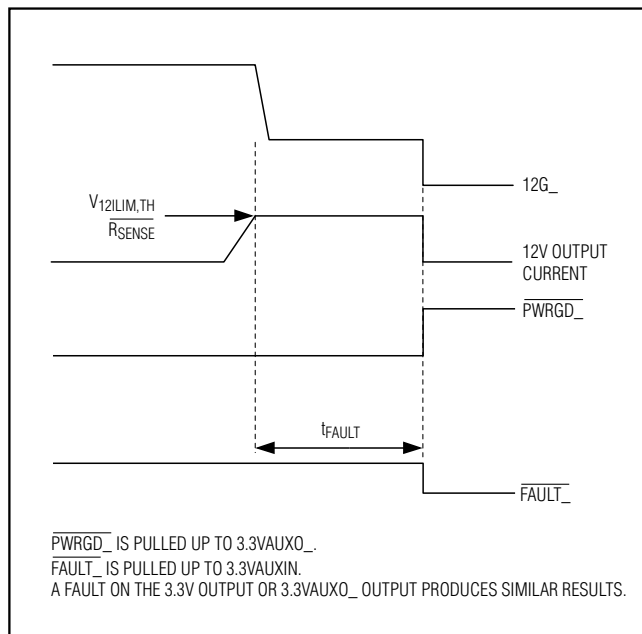 12G_
V12ILIM,TH
RSENSE
12V OUTPUT
CURRENT
PWRGD_
tFAULT
FAULT_
PWRGD_ IS PULLED UP TO 3.3VAUXO_.
FAULT_ IS PULLED UP TO 3.3VAUXIN.
A FAULT ON THE 3.3V OUTPUT OR 3.3VAUXO_ OUTPUT PRODUCES SIMILAR RESULTS.